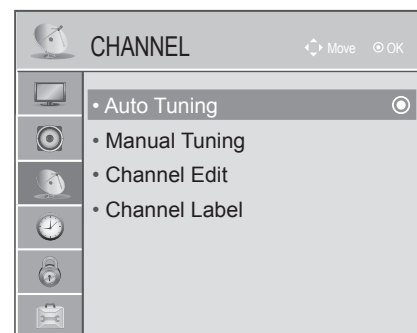 CHANNEL
Move OK
• Auto Tuning
• Manual Tuning
• Channel Edit
• Channel Label